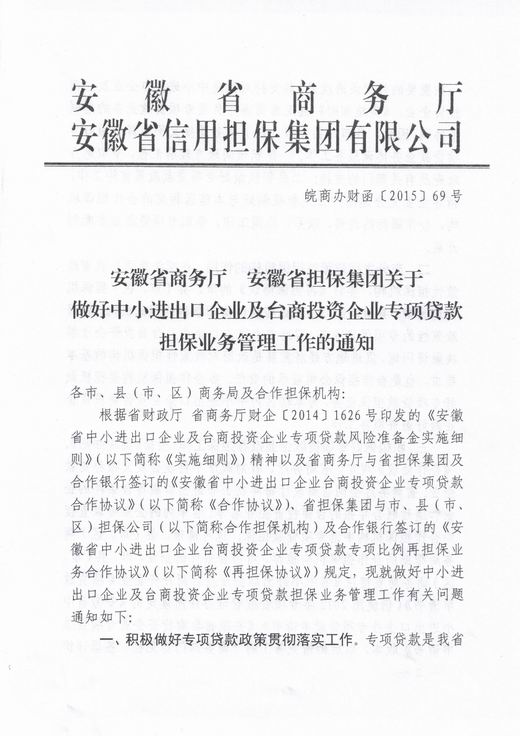 安徽省商务厅
安徽省信用担保集团有限公司
皖商办财函〔2015〕69号
安徽省商务厅　安徽省担保集团关于
做好中小进出口企业及台商投资企业专项贷款
担保业务管理工作的通知
各市、县（市、区）商务局及合作担保机构：
根据省财政厅 省商务厅财企〔2014〕1626号印发的《安徽
省中小进出口企业及台商投资企业专项贷款风险准备金实施细
则》（以下简称《实施细则》）精神以及省商务厅与省担保集团及
合作银行签订的《安徽省中小进出口企业台商投资企业专项贷款
合作协议》（以下简称《合作协议》）、省担保集团与市、县（市、
区）担保公司（以下简称合作担保机构）及合作银行签订的《安
徽省中小进出口企业台商投资企业专项贷款专项比例再担保业
务合作协议》（以下简称《再担保协议》）规定，现就做好中小进
出口企业及台商投资企业专项贷款担保业务管理工作有关问题
通知如下：
一、积极做好专项贷款政策贯彻落实工作。专项贷款是我省